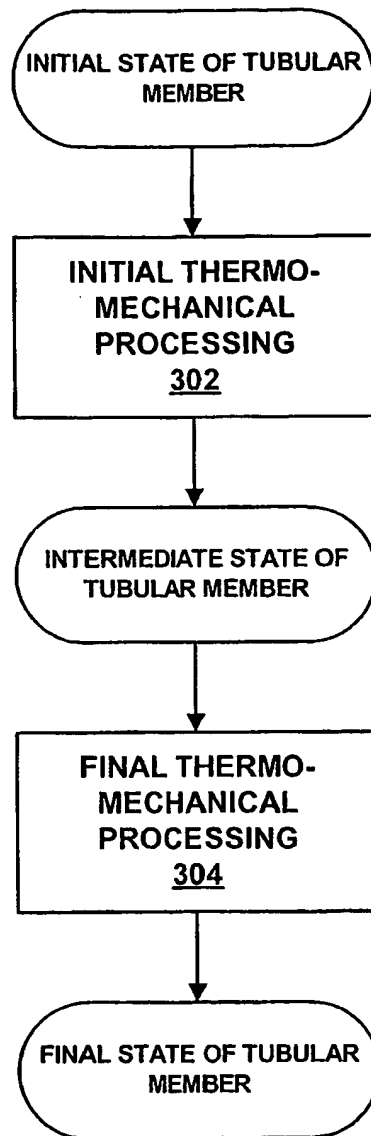 INITIAL STATE OF TUBULAR
MEMBER
INITIAL THERMO-
MECHANICAL
PROCESSING
302
INTERMEDIATE STATE OF
TUBULAR MEMBER
FINAL THERMO-
MECHANICAL
PROCESSING
304
FINAL STATE OF TUBULAR
MEMBER